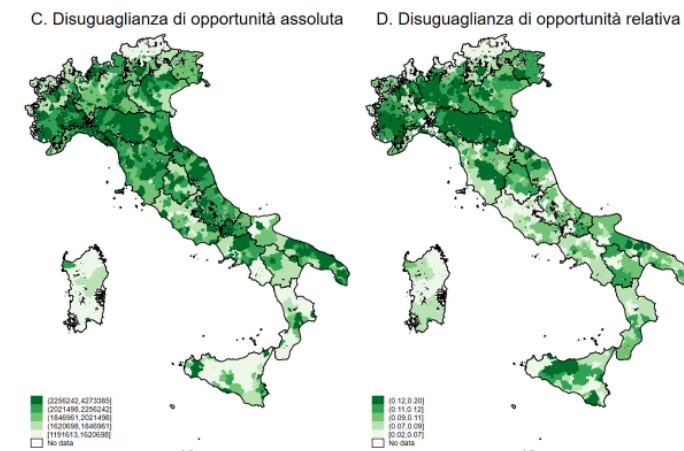 C. Disuguaglianza di opportunità assoluta
D. Disuguaglianza di opportunità relativa
(2256242,4273385]
(2021498,2256242]
(1846961,2021498]
(1620698,1846961]
[1191613,1620698]
No data
(0.12,0.20]
(0.11,0.12]
(0.09,0.11]
(0.07,0.09]
[0.02,0.07]
No data